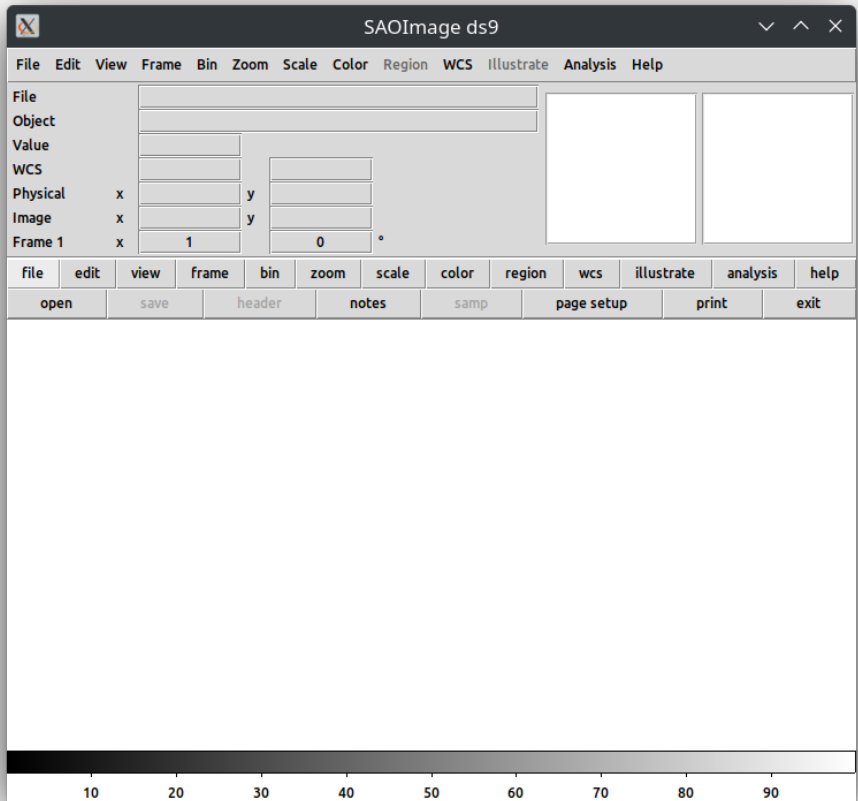 SAOImage ds9
File Edit View Frame Bin Zoom Scale Color Region WCS Illustrate Analysis Help
File
Object
Value
WCS
Physical x y
Image x y
Frame 1 x 1 0 °
file edit view frame bin zoom scale color region wcs illustrate analysis help
open save header notes samp page setup print exit
10 20 30 40 50 60 70 80 90